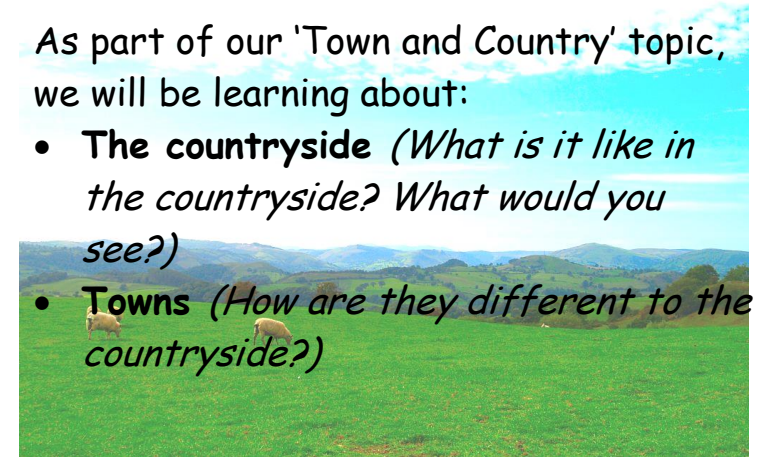 As part of our ‘Town and Country’ topic,
we will be learning about:
• The countryside (What is it like in
the countryside? What would you
see?)
• Towns (How are they different to the
countryside?)